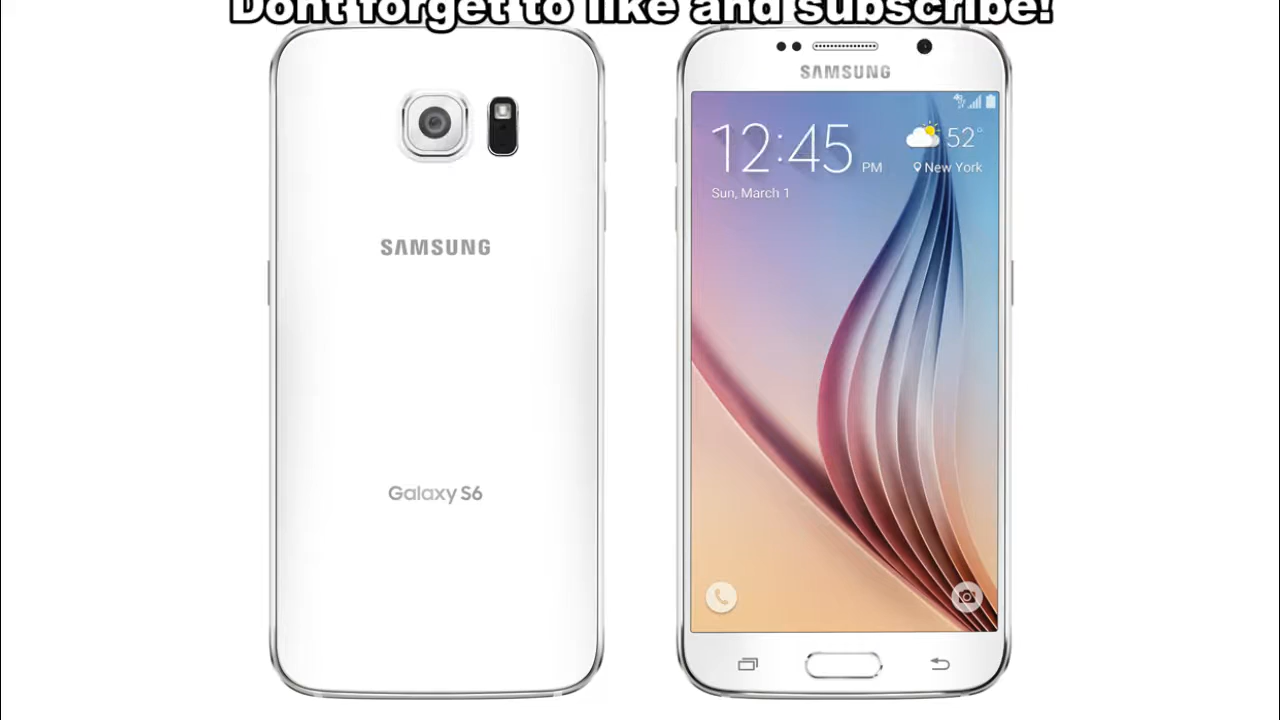 Dont forget to like and subscribe!
SAMSUNG
Galaxy S6
SAMSUNG
12:45 PM
52°
New York
Sun, March 1